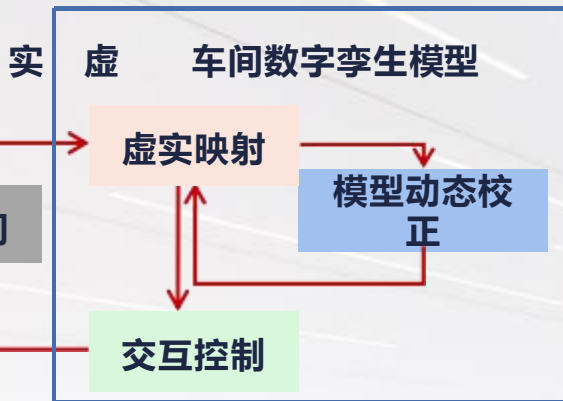 实 虚 车间数字孪生模型
虚实映射
模型动态校
正
交互控制